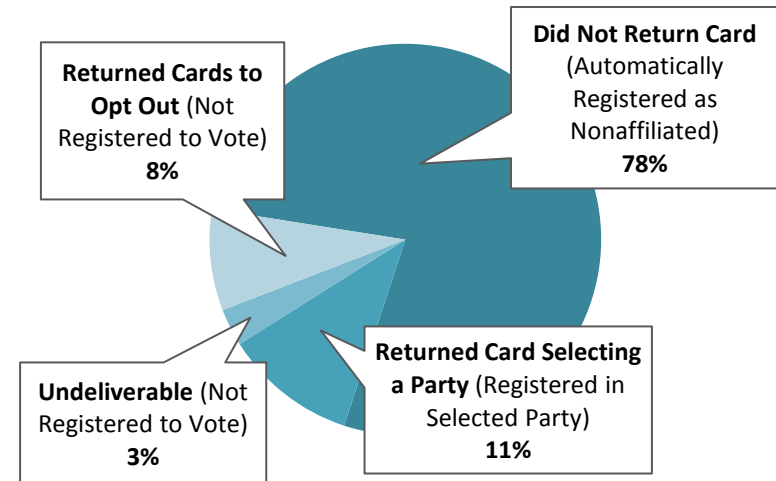 Returned Cards to
Opt Out (Not
Registered to Vote)
8%
Did Not Return Card
(Automatically
Registered as
Nonaffiliated)
78%
Undeliverable (Not
Registered to Vote)
3%
Returned Card Selecting
a Party (Registered in
Selected Party)
11%